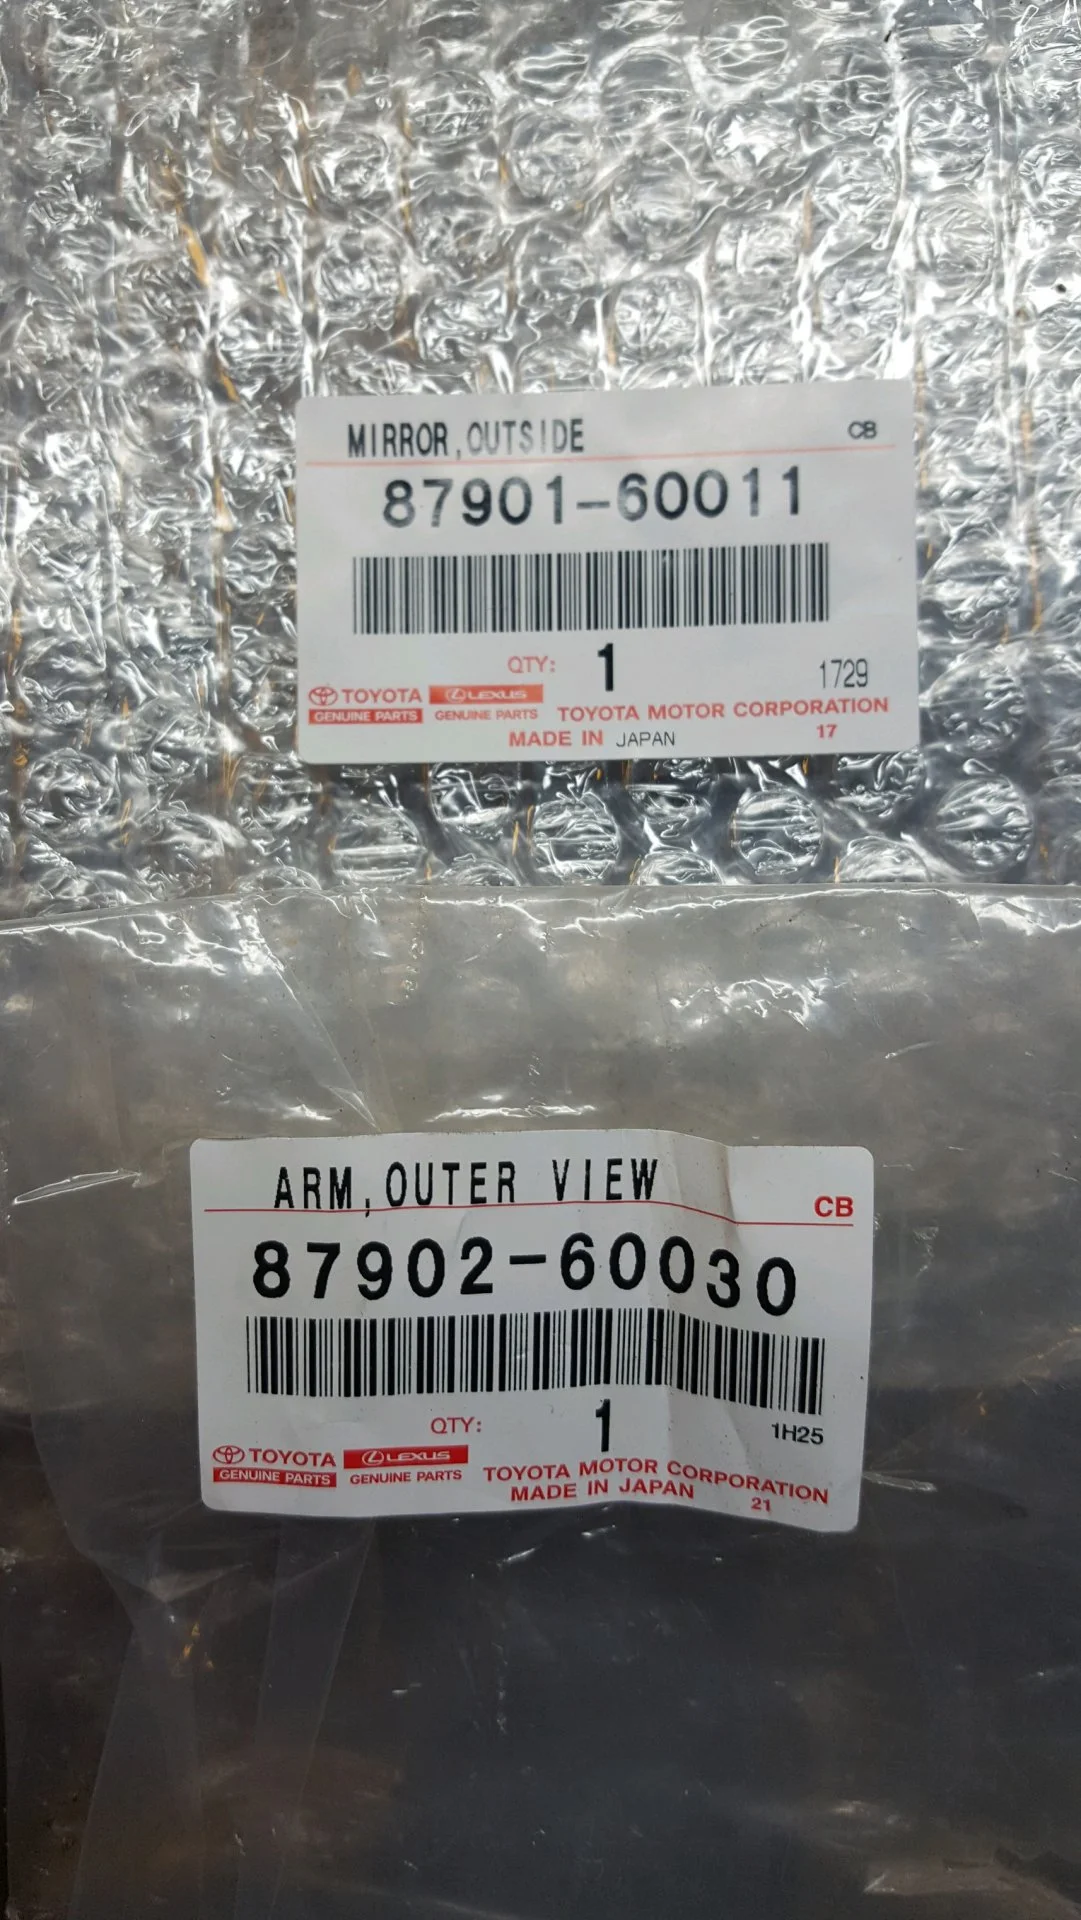 MIRROR,OUTSIDE CB
87901-60011
QTY: 1 1729
TOYOTA LEXUS
GENUINE PARTS GENUINE PARTS TOYOTA MOTOR CORPORATION
MADE IN JAPAN 17
ARM,OUTER VIEW CB
87902-60030
QTY: 1 1H25
TOYOTA LEXUS
GENUINE PARTS GENUINE PARTS TOYOTA MOTOR CORPORATION
MADE IN JAPAN 21